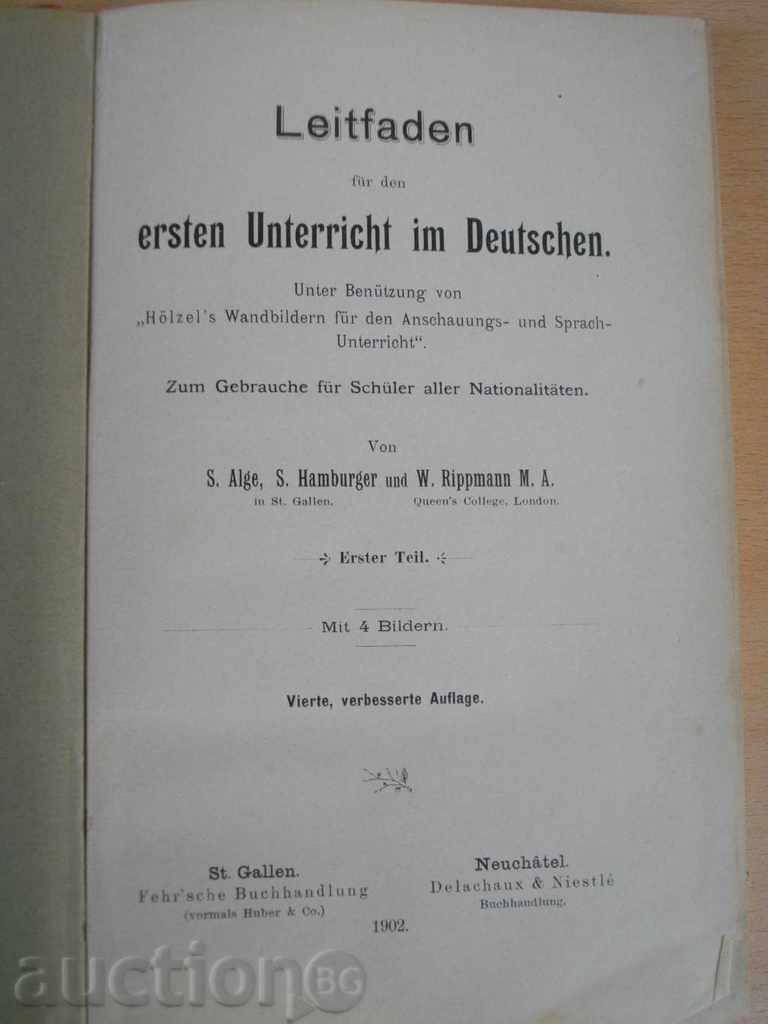 Leitfaden
für den
ersten Unterricht im Deutschen.
Unter Benützung von
„Hölzel's Wandbildern für den Anschauungs- und Sprach-
Unterricht“.
Zum Gebrauche für Schüler aller Nationalitäten.
Von
S. Alge, S. Hamburger und W. Rippmann M. A.
in St. Gallen. Queen's College, London.
Erster Teil.
Mit 4 Bildern.
Vierte, verbesserte Auflage.
St. Gallen.
Fehr'sche Buchhandlung
(vormals Huber & Co.)
Neuchâtel.
Delachaux & Niestlé
Buchhandlung.
1902.
auction BG